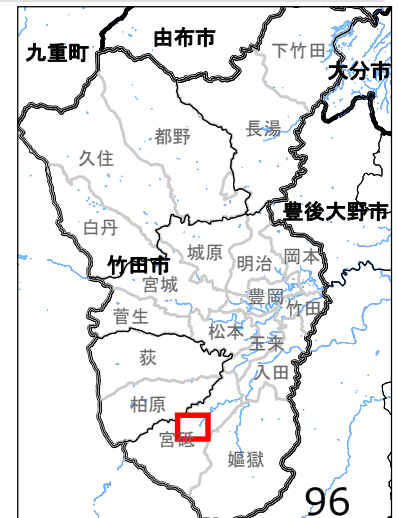 由布市
九重町
下竹田
大分市
都野
長湯
久住
豊後大野市
白丹
城原
岡本
明治
竹田市
宮城
豊岡
竹田
菅生
松本
玉来
荻
入田
柏原
宮砥
嫗獄
96